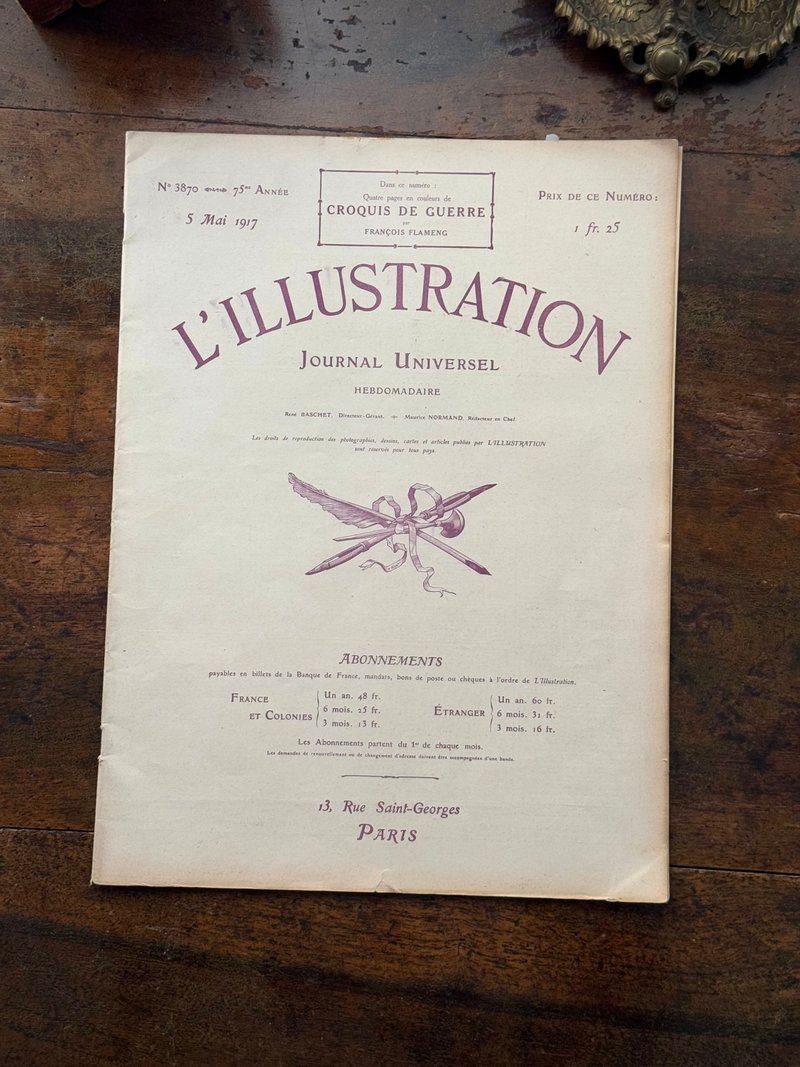 N° 3870 75me Année
5 Mai 1917
Dans ce numéro :
Quatre pages en couleurs de
CROQUIS DE GUERRE
par
FRANÇOIS FLAMENG
Prix de ce Numéro :
1 fr. 25
L'ILLUSTRATION
Journal Universel
HEBDOMADAIRE
René BASCHET, Directeur-Gérant. Maurice NORMAND, Rédacteur en Chef.
Les droits de reproduction des photographies, dessins, cartes et articles publiés par L'ILLUSTRATION
sont réservés pour tous pays.
Abonnements
payables en billets de la Banque de France, mandats, bons de poste ou chèques à l'ordre de L'Illustration.
France
et Colonies
Un an. 48 fr.
6 mois. 25 fr.
3 mois. 13 fr.
Étranger
Un an. 60 fr.
6 mois. 31 fr.
3 mois. 16 fr.
Les Abonnements partent du 1er de chaque mois.
Les demandes de renouvellement ou de changement d'adresse doivent être accompagnées d'une bande.
13, Rue Saint-Georges
Paris